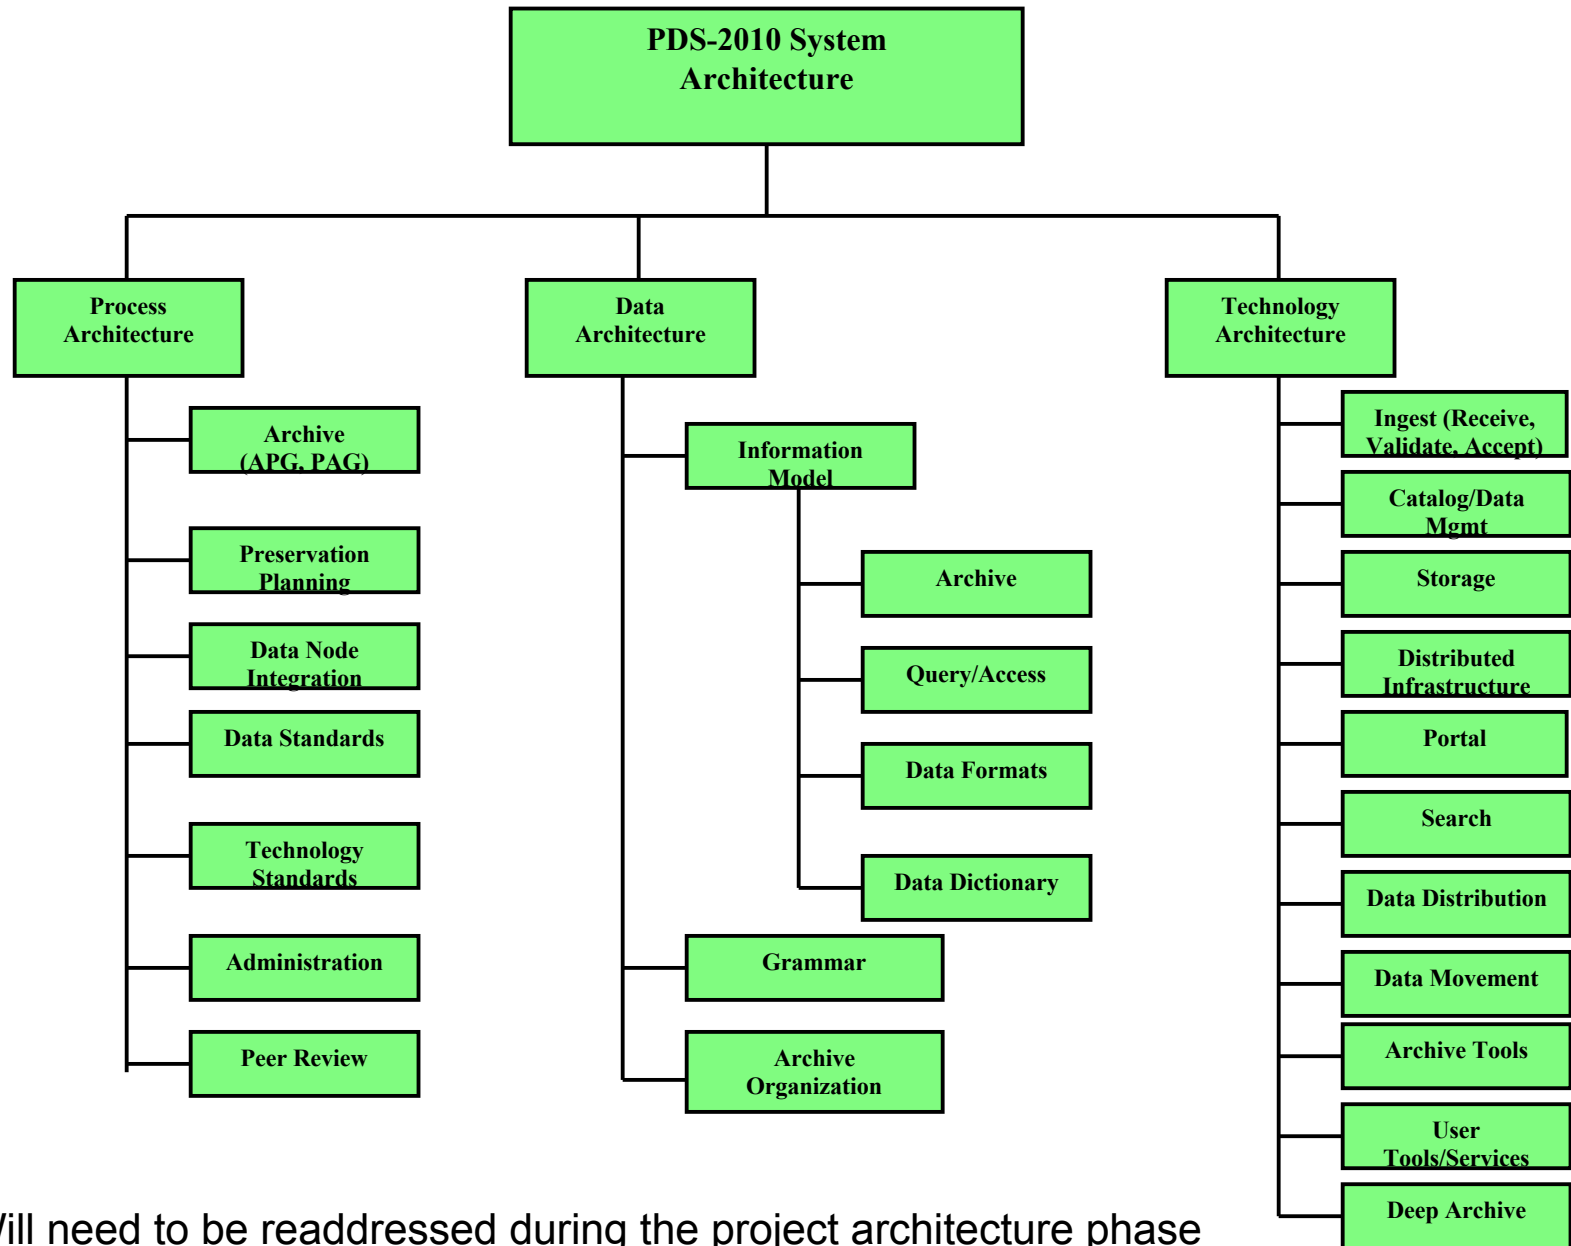 PDS-2010 System
Architecture
Process
Architecture
Archive
(APG, PAG)
Preservation
Planning
Data Node
Integration
Data Standards
Technology
Standards
Administration
Peer Review
Data
Architecture
Information
Model
Archive
Query/Access
Data Formats
Data Dictionary
Grammar
Archive
Organization
Technology
Architecture
Ingest (Receive,
Validate, Accept)
Catalog/Data
Mgmt
Storage
Distributed
Infrastructure
Portal
Search
Data Distribution
Data Movement
Archive Tools
User
Tools/Services
Deep Archive
Will need to be readdressed during the project architecture phase